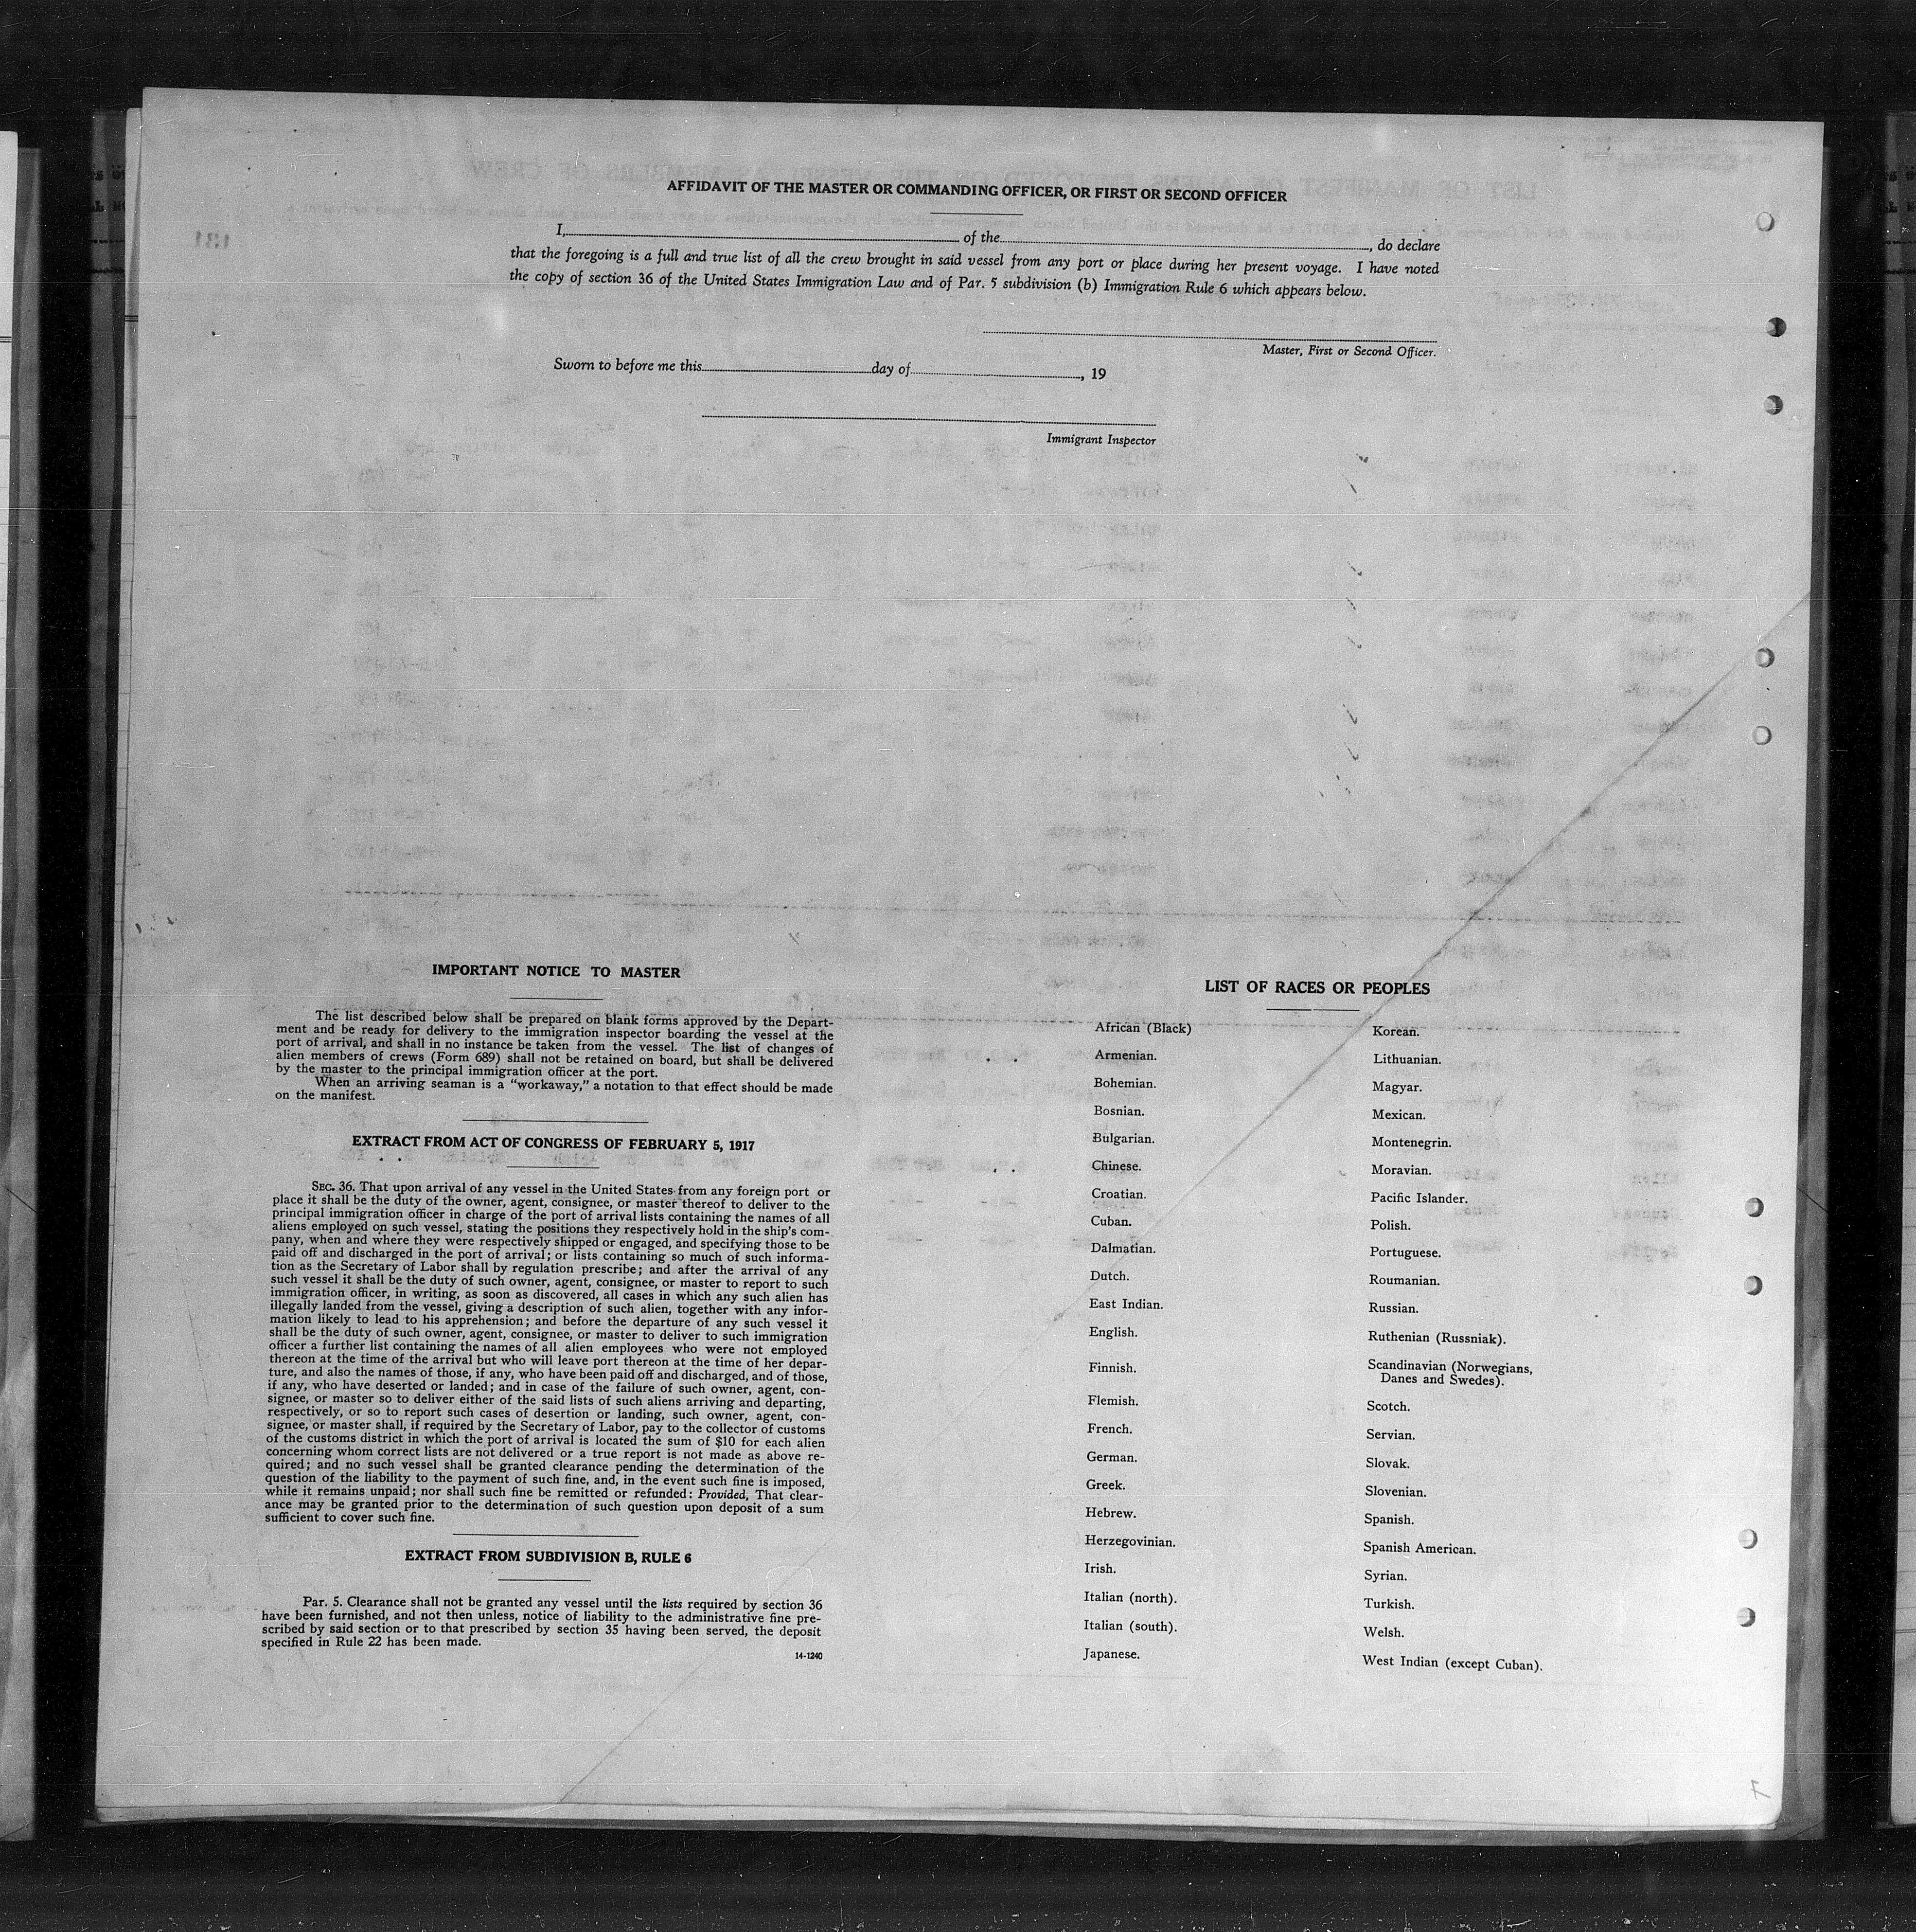 AFFIDAVIT OF THE MASTER OR COMMANDING OFFICER, OR FIRST OR SECOND OFFICER
I, of the , do declare
that the foregoing is a full and true list of all the crew brought in said vessel from any port or place during her present voyage. I have noted
the copy of section 36 of the United States Immigration Law and of Par. 5 subdivision (b) Immigration Rule 6 which appears below.
Master, First or Second Officer.
Sworn to before me this day of , 19
Immigrant Inspector
IMPORTANT NOTICE TO MASTER
The list described below shall be prepared on blank forms approved by the Depart-
ment and be ready for delivery to the immigration inspector boarding the vessel at the
port of arrival, and shall in no instance be taken from the vessel. The list of changes of
alien members of crews (Form 689) shall not be retained on board, but shall be delivered
by the master to the principal immigration officer at the port.
When an arriving seaman is a "workaway," a notation to that effect should be made
on the manifest.
EXTRACT FROM ACT OF CONGRESS OF FEBRUARY 5, 1917
SEC. 36. That upon arrival of any vessel in the United States from any foreign port or
place it shall be the duty of the owner, agent, consignee, or master thereof to deliver to the
principal immigration officer in charge of the port of arrival lists containing the names of all
aliens employed on such vessel, stating the positions they respectively hold in the ship's com-
pany, when and where they were respectively shipped or engaged, and specifying those to be
paid off and discharged in the port of arrival; or lists containing so much of such informa-
tion as the Secretary of Labor shall by regulation prescribe; and after the arrival of any
such vessel it shall be the duty of such owner, agent, consignee, or master to report to such
immigration officer, in writing, as soon as discovered, all cases in which any such alien has
illegally landed from the vessel, giving a description of such alien, together with any infor-
mation likely to lead to his apprehension; and before the departure of any such vessel it
shall be the duty of such owner, agent, consignee, or master to deliver to such immigration
officer a further list containing the names of all alien employees who were not employed
thereon at the time of the arrival but who will leave port thereon at the time of her depar-
ture, and also the names of those, if any, who have been paid off and discharged, and of those,
if any, who have deserted or landed; and in case of the failure of such owner, agent, con-
signee, or master so to deliver either of the said lists of such aliens arriving and departing,
respectively, or so to report such cases of desertion or landing, such owner, agent, con-
signee, or master shall, if required by the Secretary of Labor, pay to the collector of customs
of the customs district in which the port of arrival is located the sum of $10 for each alien
concerning whom correct lists are not delivered or a true report is not made as above re-
quired; and no such vessel shall be granted clearance pending the determination of the
question of the liability to the payment of such fine, and, in the event such fine is imposed,
while it remains unpaid; nor shall such fine be remitted or refunded: Provided, That clear-
ance may be granted prior to the determination of such question upon deposit of a sum
sufficient to cover such fine.
EXTRACT FROM SUBDIVISION B, RULE 6
Par. 5. Clearance shall not be granted any vessel until the lists required by section 36
have been furnished, and not then unless, notice of liability to the administrative fine pre-
scribed by said section or to that prescribed by section 35 having been served, the deposit
specified in Rule 22 has been made.
14-1240
LIST OF RACES OR PEOPLES
African (Black)
Armenian.
Bohemian.
Bosnian.
Bulgarian.
Chinese.
Croatian.
Cuban.
Dalmatian.
Dutch.
East Indian.
English.
Finnish.
Flemish.
French.
German.
Greek.
Hebrew.
Herzegovinian.
Irish.
Italian (north).
Italian (south).
Japanese.
Korean.
Lithuanian.
Magyar.
Mexican.
Montenegrin.
Moravian.
Pacific Islander.
Polish.
Portuguese.
Roumanian.
Russian.
Ruthenian (Russniak).
Scandinavian (Norwegians,
Danes and Swedes).
Scotch.
Servian.
Slovak.
Slovenian.
Spanish.
Spanish American.
Syrian.
Turkish.
Welsh.
West Indian (except Cuban).